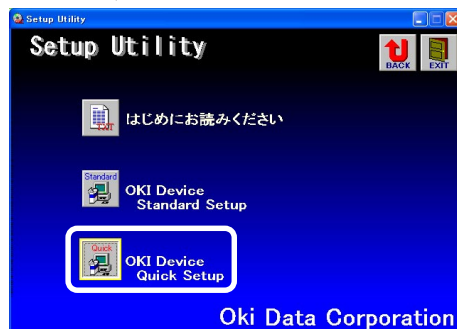 Setup Utility
Setup Utility
BACK EXIT
TXT
はじめにお読みください
Standard
OKI Device
Standard Setup
Quick
OKI Device
Quick Setup
Oki Data Corporation